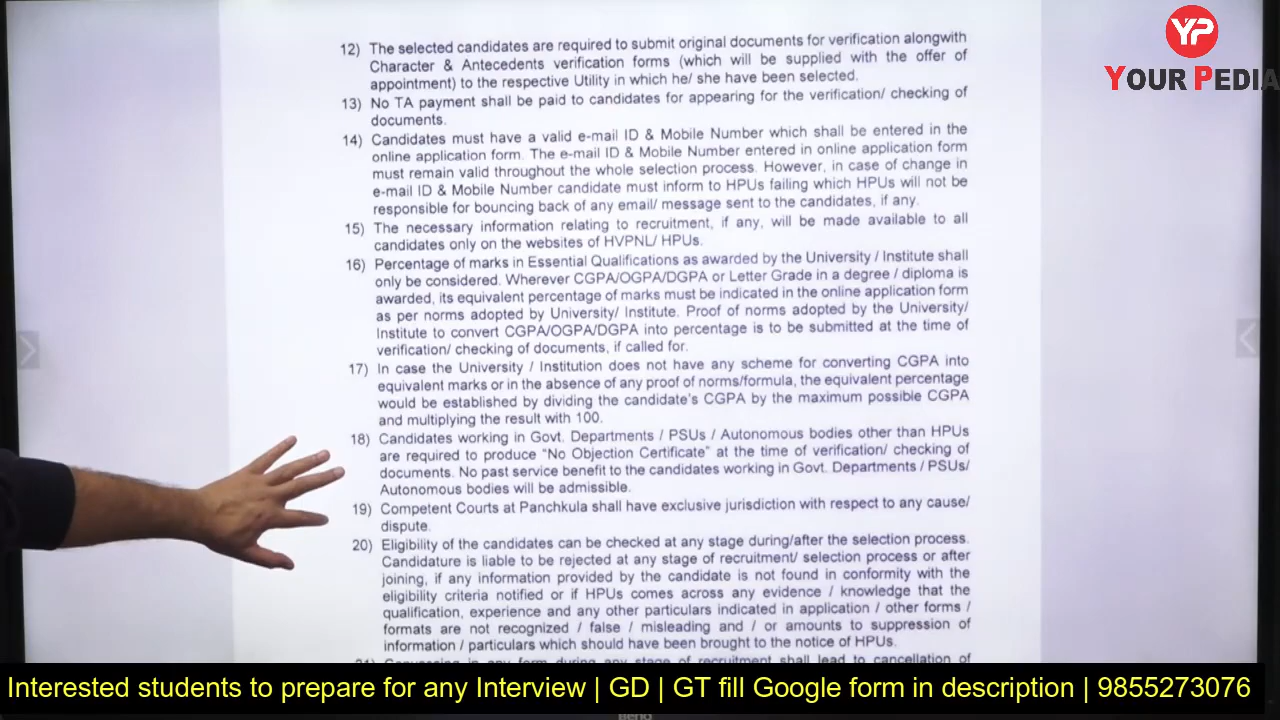 YP
YOUR PEDIA
12) The selected candidates are required to submit original documents for verification alongwith
Character & Antecedents verification forms (which will be supplied with the offer of
appointment) to the respective Utility in which he/ she have been selected.
13) No TA payment shall be paid to candidates for appearing for the verification/ checking of
documents.
14) Candidates must have a valid e-mail ID & Mobile Number which shall be entered in the
online application form. The e-mail ID & Mobile Number entered in online application form
must remain valid throughout the whole selection process. However, in case of change in
e-mail ID & Mobile Number candidate must inform to HPUs failing which HPUs will not be
responsible for bouncing back of any email/ message sent to the candidates, if any.
15) The necessary information relating to recruitment, if any, will be made available to all
candidates only on the websites of HVPNL/ HPUs.
16) Percentage of marks in Essential Qualifications as awarded by the University / Institute shall
only be considered. Wherever CGPA/OGPA/DGPA or Letter Grade in a degree / diploma is
awarded, its equivalent percentage of marks must be indicated in the online application form
as per norms adopted by University/ Institute. Proof of norms adopted by the University/
Institute to convert CGPA/OGPA/DGPA into percentage is to be submitted at the time of
verification/ checking of documents, if called for.
17) In case the University / Institution does not have any scheme for converting CGPA into
equivalent marks or in the absence of any proof of norms/formula, the equivalent percentage
would be established by dividing the candidate's CGPA by the maximum possible CGPA
and multiplying the result with 100.
18) Candidates working in Govt. Departments / PSUs / Autonomous bodies other than HPUs
are required to produce "No Objection Certificate" at the time of verification/ checking of
documents. No past service benefit to the candidates working in Govt. Departments / PSUs/
Autonomous bodies will be admissible.
19) Competent Courts at Panchkula shall have exclusive jurisdiction with respect to any cause/
dispute.
20) Eligibility of the candidates can be checked at any stage during/after the selection process.
Candidature is liable to be rejected at any stage of recruitment/ selection process or after
joining, if any information provided by the candidate is not found in conformity with the
eligibility criteria notified or if HPUs comes across any evidence / knowledge that the
qualification, experience and any other particulars indicated in application / other forms /
formats are not recognized / false / misleading and / or amounts to suppression of
information / particulars which should have been brought to the notice of HPUs.
21) Canvassing in any form during any stage of recruitment shall lead to cancellation of
Interested students to prepare for any Interview | GD | GT fill Google form in description | 9855273076
BenQ